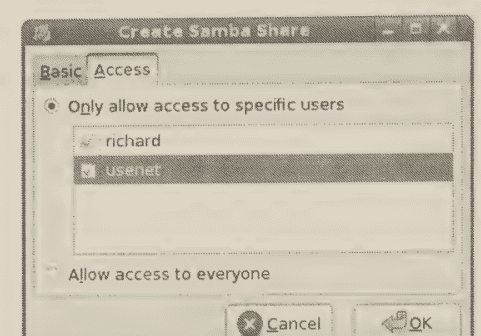 Create Samba Share
Basic Access
Only allow access to specific users
richard
usenet
Allow access to everyone
Cancel OK